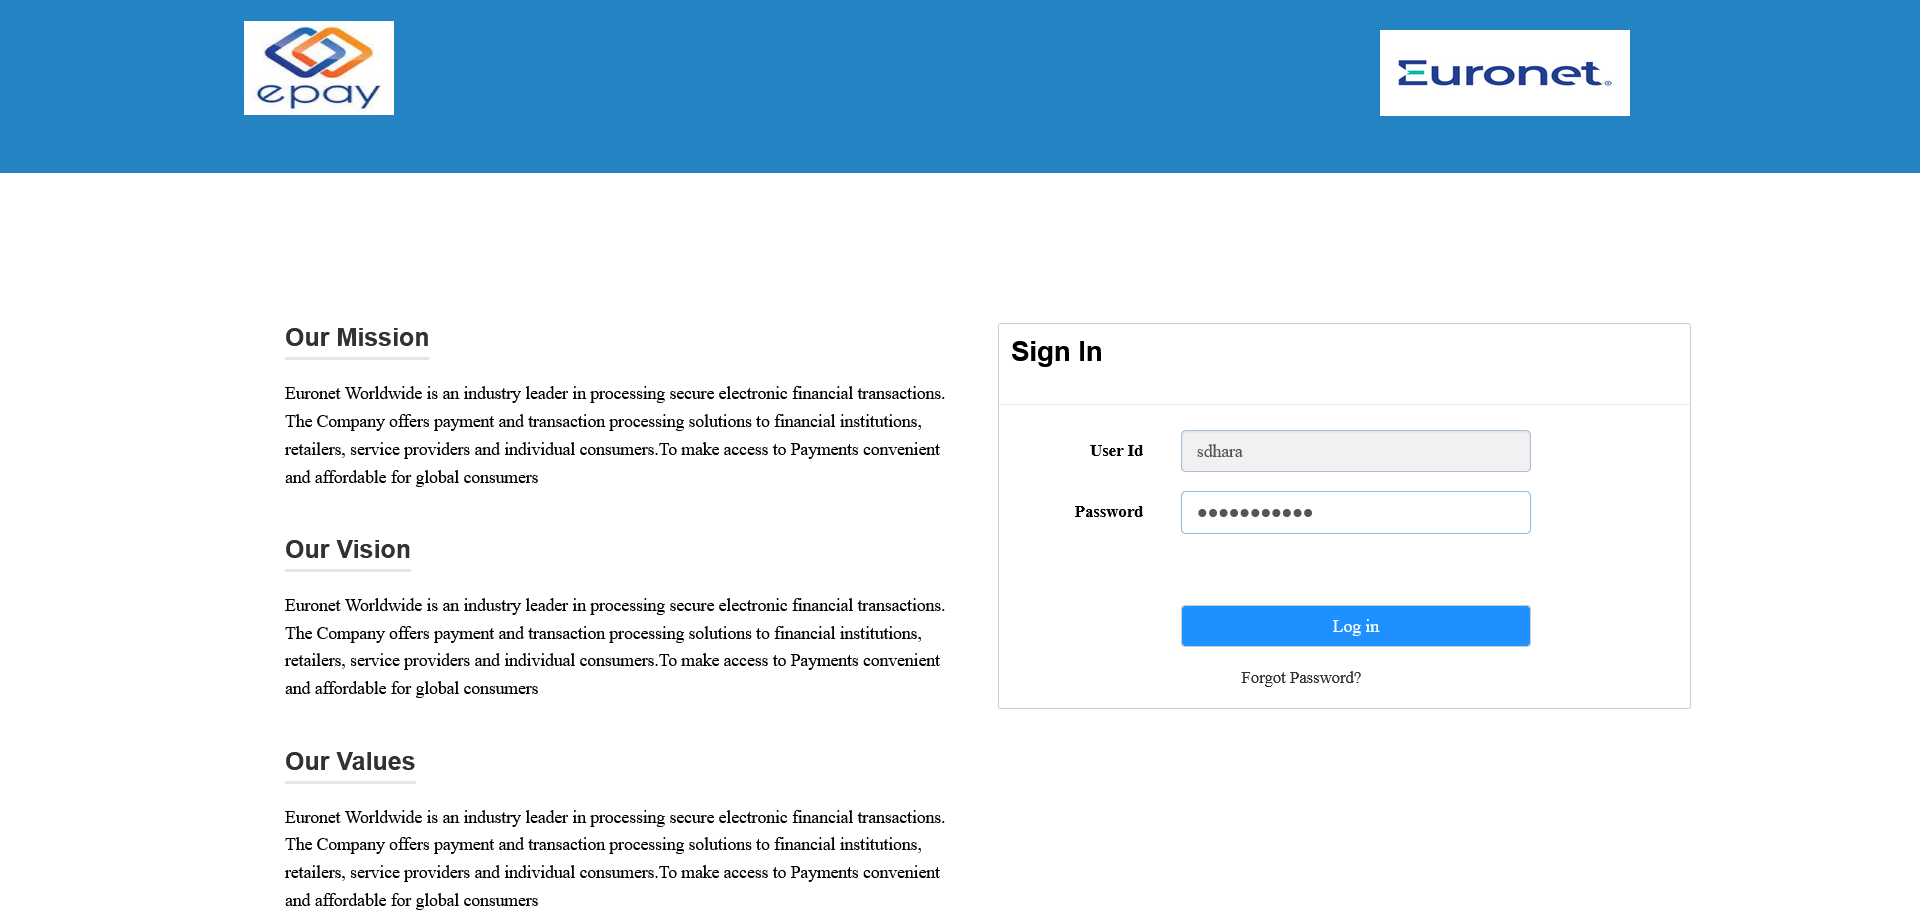 epay
Euronet®
Our Mission
Euronet Worldwide is an industry leader in processing secure electronic financial transactions.
The Company offers payment and transaction processing solutions to financial institutions,
retailers, service providers and individual consumers.To make access to Payments convenient
and affordable for global consumers
Our Vision
Euronet Worldwide is an industry leader in processing secure electronic financial transactions.
The Company offers payment and transaction processing solutions to financial institutions,
retailers, service providers and individual consumers.To make access to Payments convenient
and affordable for global consumers
Our Values
Euronet Worldwide is an industry leader in processing secure electronic financial transactions.
The Company offers payment and transaction processing solutions to financial institutions,
retailers, service providers and individual consumers.To make access to Payments convenient
and affordable for global consumers
Sign In
User Id
sdhara
Password
●●●●●●●●●●●
Log in
Forgot Password?